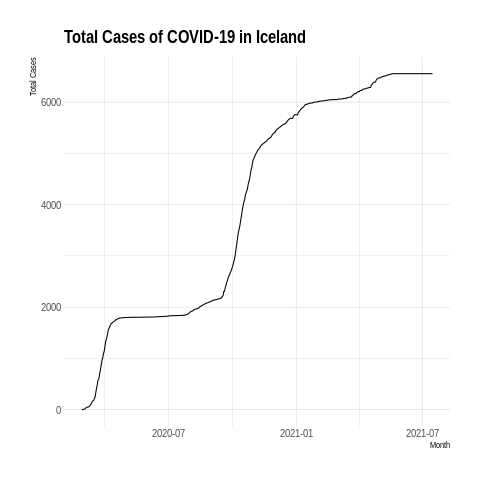 Total Cases of COVID-19 in Iceland
Total Cases
6000
4000
2000
0
2020-07 2021-01 2021-07
Month